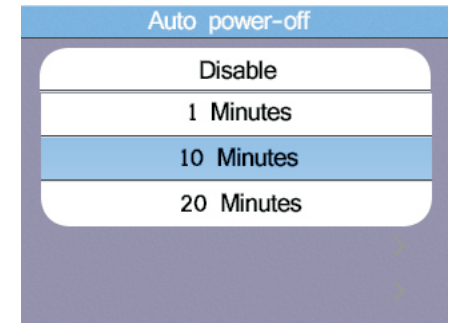 Auto power-off
Disable
1 Minutes
10 Minutes
20 Minutes